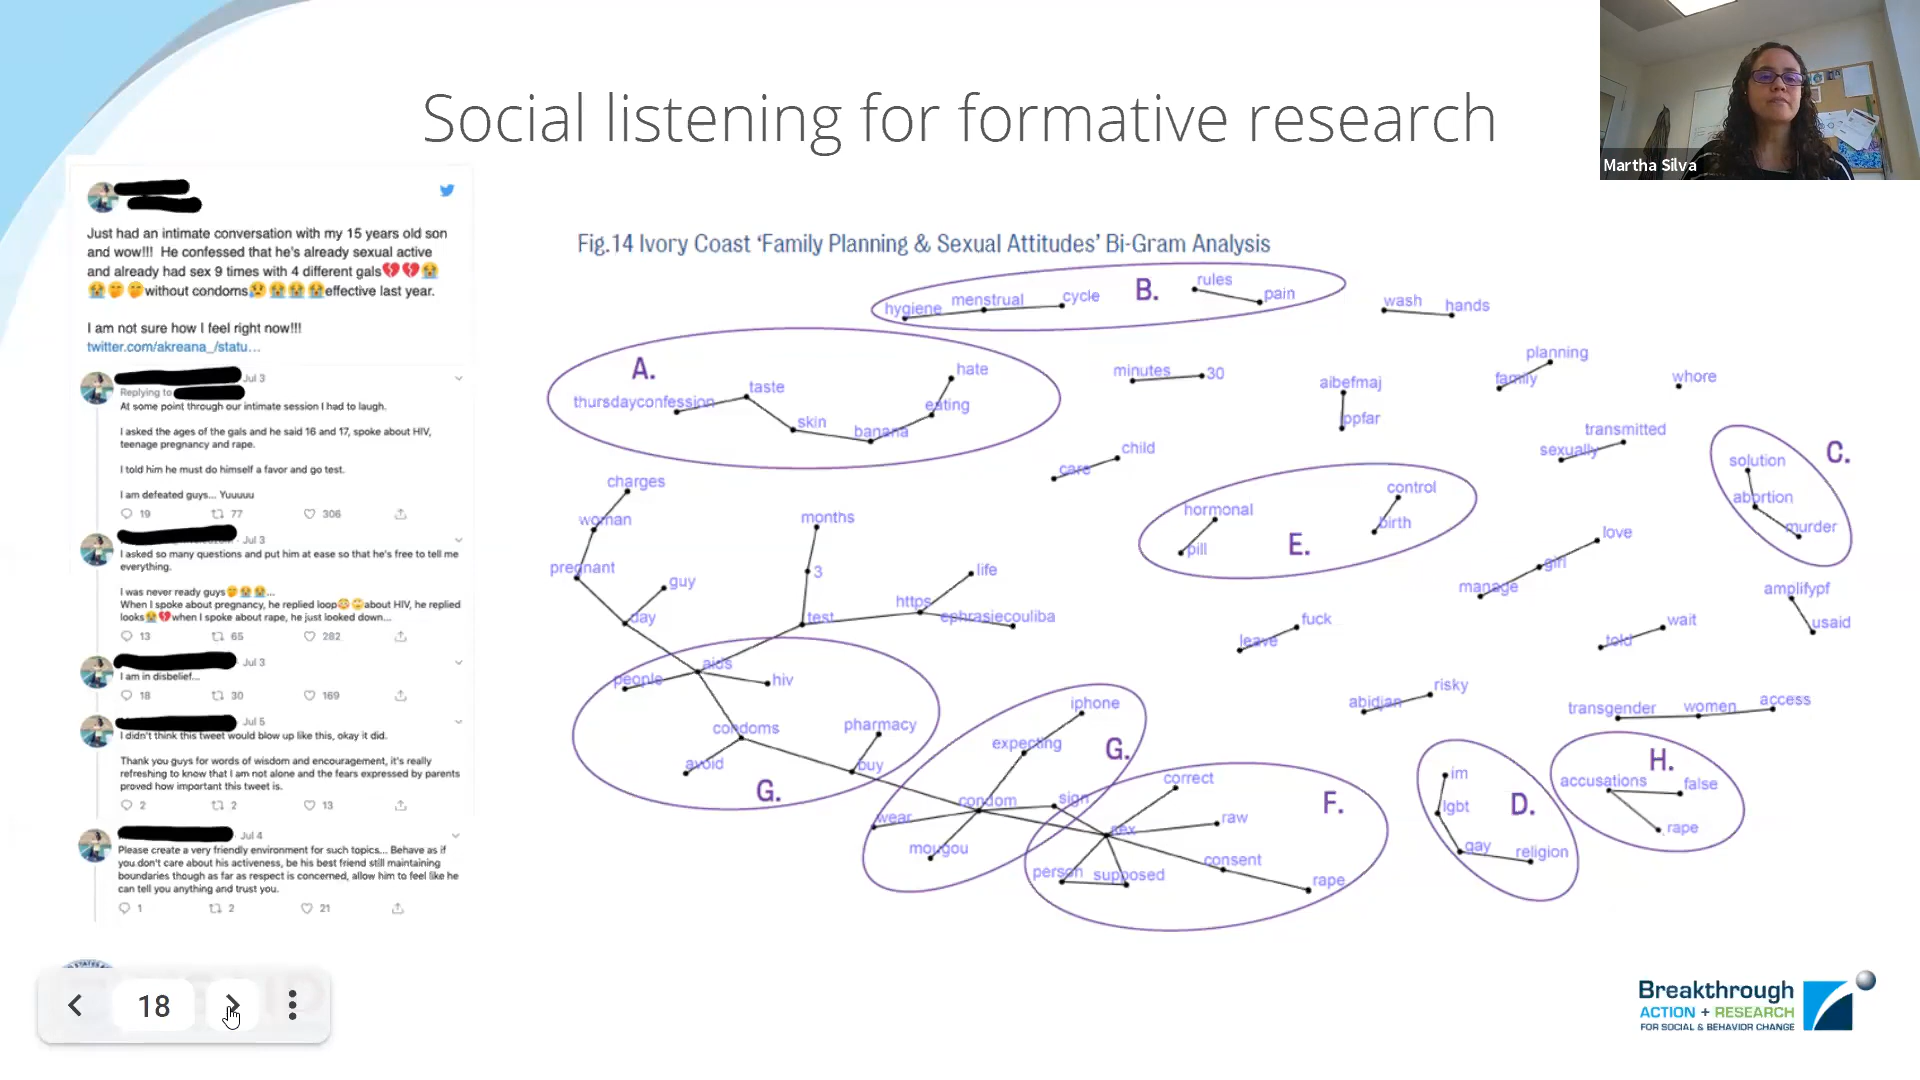 Social listening for formative research
Martha Silva
Just had an intimate conversation with my 15 years old son
and wow!!! He confessed that he's already sexual active
and already had sex 9 times with 4 different gals💔💔😭
😭🤭🤭without condoms😥😭😭😭effective last year.
I am not sure how I feel right now!!!
twitter.com/akreana_/statu...
Jul 3
Replying to
At some point through our intimate session I had to laugh.
I asked the ages of the gals and he said 16 and 17, spoke about HIV,
teenage pregnancy and rape.
I told him he must do himself a favor and go test.
I am defeated guys... Yuuuuu
19 77 306
Jul 3
I asked so many questions and put him at ease so that he's free to tell me
everything.
I was never ready guys🤭😭😭...
When I spoke about pregnancy, he replied loop😳🙄about HIV, he replied
looks😭💔when I spoke about rape, he just looked down...
13 65 282
Jul 3
I am in disbelief...
18 30 169
Jul 5
I didn't think this tweet would blow up like this, okay it did.
Thank you guys for words of wisdom and encouragement, it's really
refreshing to know that I am not alone and the fears expressed by parents
proved how important this tweet is.
2 2 13
Jul 4
Please create a very friendly environment for such topics... Behave as if
you don't care about his activeness, be his best friend still maintaining
boundaries though as far as respect is concerned, allow him to feel like he
can tell you anything and trust you.
1 2 21
Fig.14 Ivory Coast ‘Family Planning & Sexual Attitudes’ Bi-Gram Analysis
B.
hygiene menstrual cycle
rules pain
wash hands
A.
thursdayconfession taste skin banana eating hate
minutes 30
aibefmaj
ppfar
planning
family
whore
transmitted
sexually
care child
C.
solution
abortion
murder
charges
woman
pregnant
guy
day
months
3
test
https
life
ephrasiecouliba
hormonal
pill
E.
control
birth
love
girl
manage
amplifypf
usaid
leave fuck
told wait
aids
people
hiv
condoms
avoid
pharmacy
buy
G.
iphone
expecting
G.
condom
sign
wear
mougou
abidjan risky
transgender women access
correct
sex
raw
F.
consent
person supposed
rape
im
lgbt
D.
gay
religion
H.
accusations
false
rape
18
Breakthrough
ACTION + RESEARCH
FOR SOCIAL & BEHAVIOR CHANGE